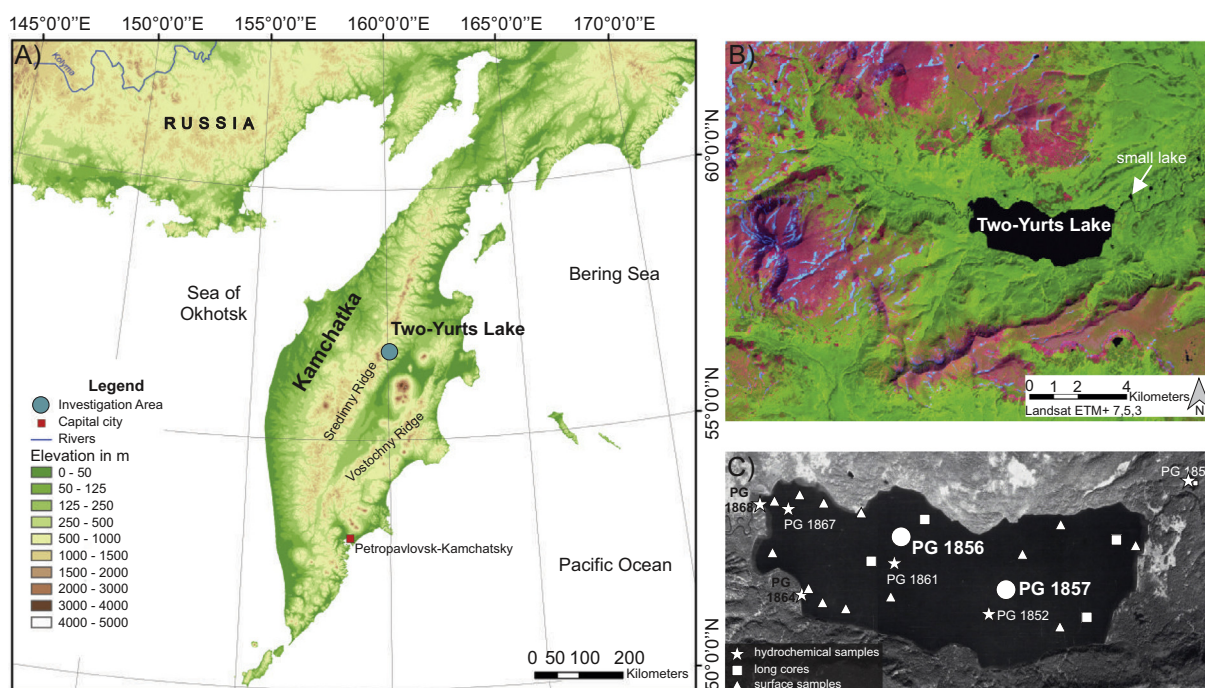 145°0'0"E 150°0'0"E 155°0'0"E 160°0'0"E 165°0'0"E 170°0'0"E
A)
Kolyma
RUSSIA
Sea of
Okhotsk
Bering Sea
Kamchatka
Two-Yurts Lake
Sredinny Ridge
Vostochny Ridge
Petropavlovsk-Kamchatsky
Pacific Ocean
Legend
Investigation Area
Capital city
Rivers
Elevation in m
0 - 50
50 - 125
125 - 250
250 - 500
500 - 1000
1000 - 1500
1500 - 2000
2000 - 3000
3000 - 4000
4000 - 5000
0 50 100 200
Kilometers
60°0'0"N
55°0'0"N
50°0'0"N
B)
small lake
Two-Yurts Lake
0 1 2 4
Kilometers
Landsat ETM+ 7,5,3
N
C)
PG 185
PG
1868
PG 1867
PG 1856
PG 1861
PG
1864
PG 1857
PG 1852
hydrochemical samples
long cores
surface samples